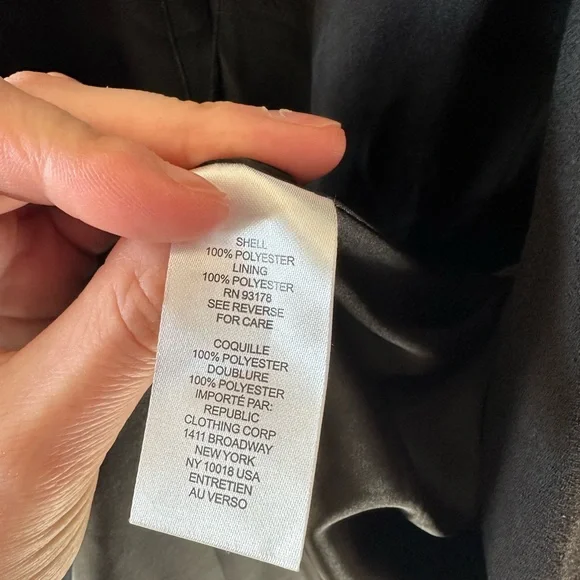 SHELL
100% POLYESTER
LINING
100% POLYESTER
RN 93178
SEE REVERSE
FOR CARE
COQUILLE
100% POLYESTER
DOUBLURE
100% POLYESTER
IMPORTÉ PAR:
REPUBLIC
CLOTHING CORP
1411 BROADWAY
NEW YORK
NY 10018 USA
ENTRETIEN
AU VERSO